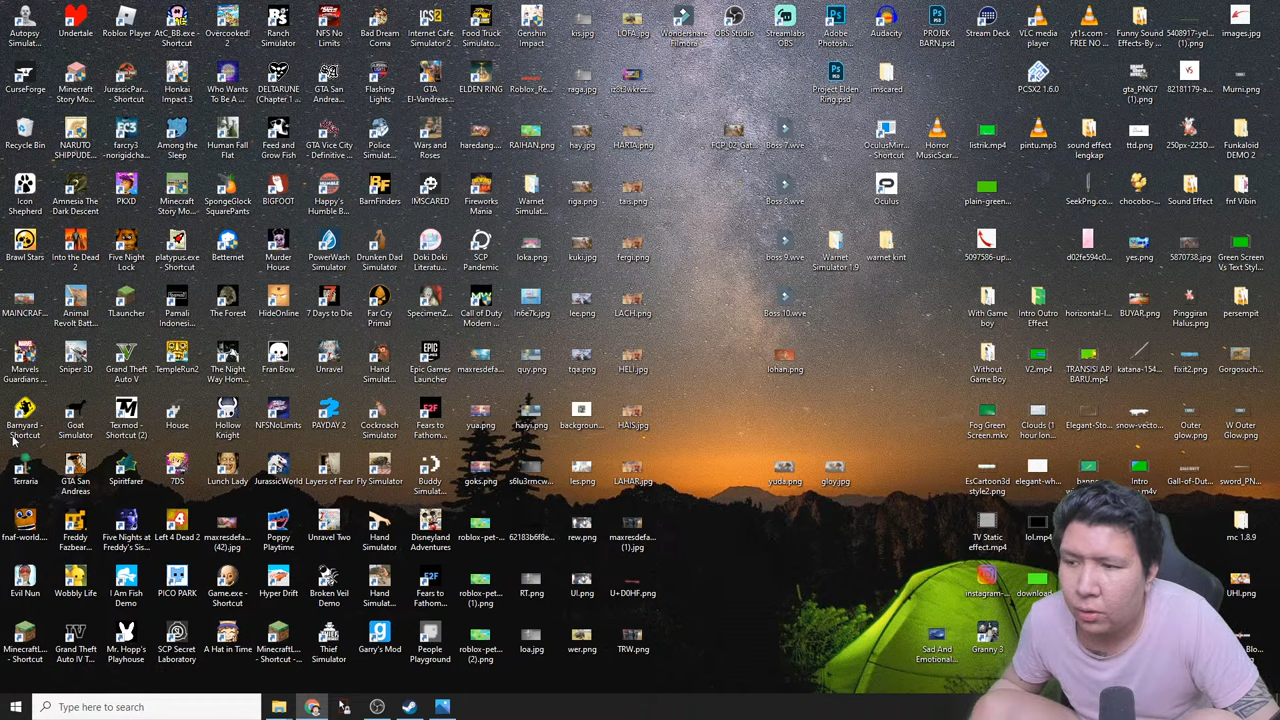 Autopsy Simulat...
Undertale
Roblox Player
AtC_BB.exe - Shortcut
Overcooked! 2
Ranch Simulator
NFS No Limits
Bad Dream Coma
Internet Cafe Simulator 2
Food Truck Simulato...
Genshin Impact
kis.jpg
LOFA.jpg
Wondershare Filmora
OBS Studio
Streamlabs OBS
Adobe Photosh...
Audacity
PROJEK BARN.psd
Stream Deck
VLC media player
yt1s.com - FREE NO ...
Funny Sound Effects-By ...
5408917-yel... (1).png
images.jpg
CurseForge
Minecraft Story Mo...
JurassicPar... - Shortcut
Honkai Impact 3
Who Wants To Be A ...
DELTARUNE (Chapter 1 ...
GTA San Andrea...
Flashing Lights
GTA El-Vandreas...
ELDEN RING
Roblox_Re...
raga.jpg
iz8t3wkrcz...
Project Elden Ring.psd
imscared
PCSX2 1.6.0
gta_PNG7 (1).png
82181179-a...
Murni.png
Recycle Bin
NARUTO SHIPPUDE...
farcry3 -norigidcha...
Among the Sleep
Human Fall Flat
Feed and Grow Fish
GTA Vice City - Definitive ...
Police Simulat...
Wars and Roses
haredang....
RAIHAN.png
hay.jpg
HARTA.png
FCP_02_Gat...
Boss 7.wve
OculusMirr... - Shortcut
Horror MusicScar...
listrik.mp4
pintu.mp3
sound effect lengkap
ttd.png
250px-225D...
Funkaloid DEMO 2
Icon Shepherd
Amnesia The Dark Descent
PKXD
Minecraft Story Mo...
SpongeGlock SquarePants
BIGFOOT
Happy's Humble B...
BarnFinders
IMSCARED
Fireworks Mania
Warnet Simulat...
riga.png
tais.png
Boss 8.wve
Oculus
plain-green...
SeekPng.co...
chocobo-...
Sound Effect
fnf Vibin
Brawl Stars
Into the Dead 2
Five Night Lock
platypus.exe - Shortcut
Betternet
Murder House
PowerWash Simulator
Drunken Dad Simulator
Doki Doki Literatu...
SCP Pandemic
loka.png
kuki.jpg
fergi.png
Boss 9.wve
Warnet Simulator 1.9
warnet kint
5097586-up...
d02fe594c0...
yes.png
5870738.jpg
Green Screen Vs Text Styl...
MAINCRAF...
Animal Revolt Batt...
TLauncher
Pamali Indonesi...
The Forest
HideOnline
7 Days to Die
Far Cry Primal
SpecimenZ...
Call of Duty Modern ...
ln6e7k.jpg
lee.png
LACH.png
Boss 10.wve
With Game boy
Intro Outro Effect
horizontal-l...
BUYAR.png
Pinggiran Halus.png
persempit
Marvels Guardians ...
Sniper 3D
Grand Theft Auto V
TempleRun2
The Night Way Hom...
Fran Bow
Unravel
Hand Simulat...
Epic Games Launcher
maxresdefa...
quy.png
tqa.png
HELI.jpg
lohan.png
Without Game Boy
V2.mp4
TRANSISI API BARU.mp4
katana-154...
fixit2.png
Gorgosuch...
Barnyard - Shortcut
Goat Simulator
Texmod - Shortcut (2)
House
Hollow Knight
NFSNoLimits
PAYDAY 2
Cockroach Simulator
Fears to Fathom...
yua.png
haiyi.png
backgroun...
HAIS.jpg
Fog Green Screen.mkv
Clouds (1 hour lon...
Elegant-Sto...
snow-vecto...
Outer glow.png
W Outer Glow.png
Terraria
GTA San Andreas
Spiritfarer
7DS
Lunch Lady
JurassicWorld
Layers of Fear
Fly Simulator
Buddy Simulat...
goks.png
s6lu3rmcw...
les.png
LAHAR.jpg
yuda.png
gloy.jpg
EsCartoon3d style2.png
elegant-wh...
Intro
Gall-of-Dut...
sword_PN...
fnaf-world....
Freddy Fazbear...
Five Nights at Freddy's Sis...
Left 4 Dead 2
maxresdefa... (42).jpg
Poppy Playtime
Unravel Two
Hand Simulator
Disneyland Adventures
roblox-pet-...
62183b6f8e...
rew.png
maxresdefa... (1).jpg
TV Static effect.mp4
lol.mp4
mc 1.8.9
Evil Nun
Wobbly Life
I Am Fish Demo
PICO PARK
Game.exe - Shortcut
Hyper Drift
Broken Veil Demo
Hand Simulat...
Fears to Fathom...
roblox-pet... (1).png
RT.png
UI.png
U+D0HF.png
instagram-...
download
UHI.png
MinecraftL... - Shortcut
Grand Theft Auto IV T...
Mr. Hopp's Playhouse
SCP Secret Laboratory
A Hat in Time
MinecraftL... - Shortcut -...
Thief Simulator
Garry's Mod
People Playground
roblox-pet... (2).png
loa.jpg
wer.png
TRW.png
Sad And Emotional...
Granny 3
Type here to search